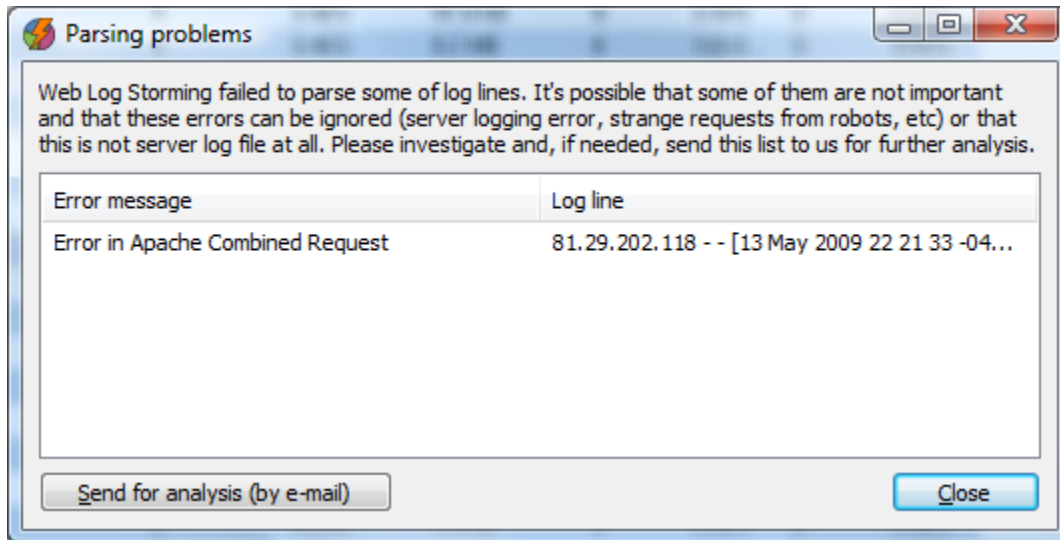 Parsing problems
Web Log Storming failed to parse some of log lines. It's possible that some of them are not important
and that these errors can be ignored (server logging error, strange requests from robots, etc) or that
this is not server log file at all. Please investigate and, if needed, send this list to us for further analysis.
Error message Log line
Error in Apache Combined Request 81.29.202.118 - - [13 May 2009 22 21 33 -04...
Send for analysis (by e-mail) Close